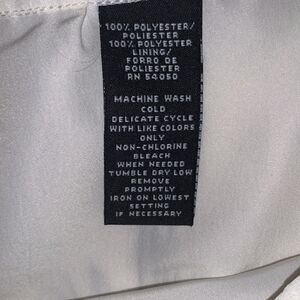 100% POLYESTER/
POLIESTER
100% POLYESTER
LINING/
FORRO DE
POLIESTER
RN 54050
MACHINE WASH
COLD
DELICATE CYCLE
WITH LIKE COLORS
ONLY
NON-CHLORINE
BLEACH
WHEN NEEDED
TUMBLE DRY LOW
REMOVE
PROMPTLY
IRON ON LOWEST
SETTING
IF NECESSARY